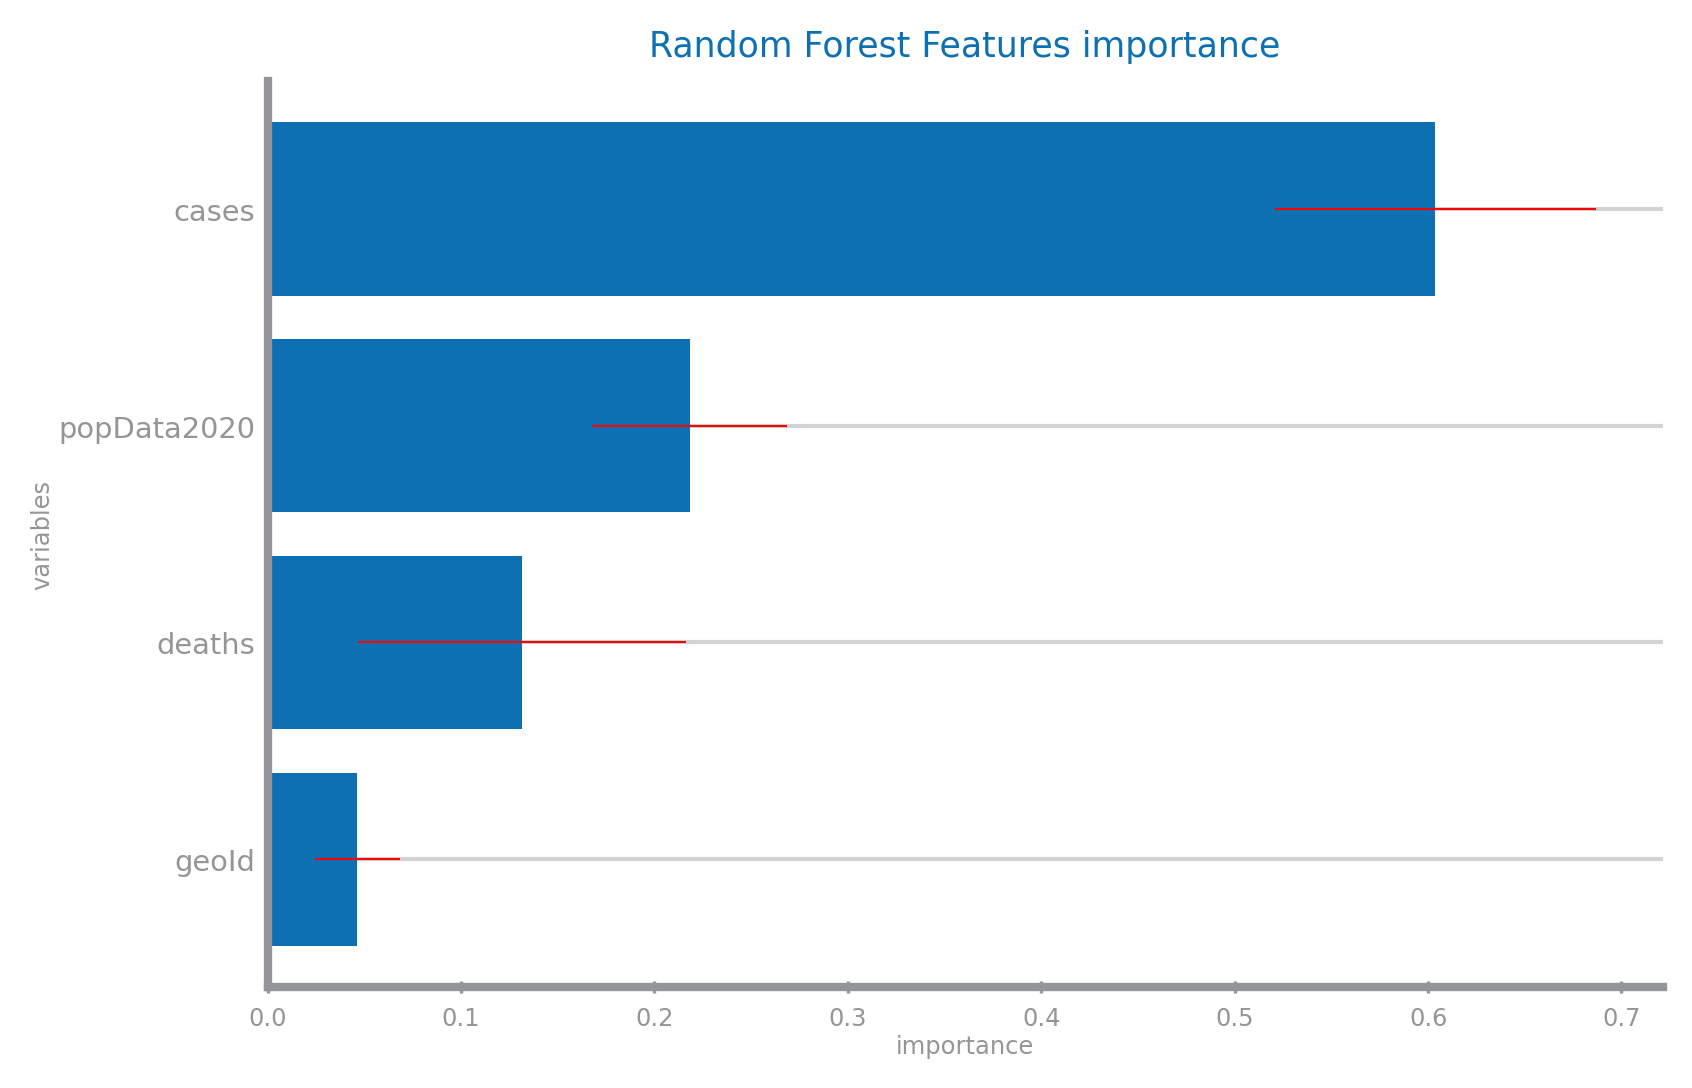 Random Forest Features importance
cases
popData2020
deaths
geoId
variables
0.0 0.1 0.2 0.3 0.4 0.5 0.6 0.7
importance